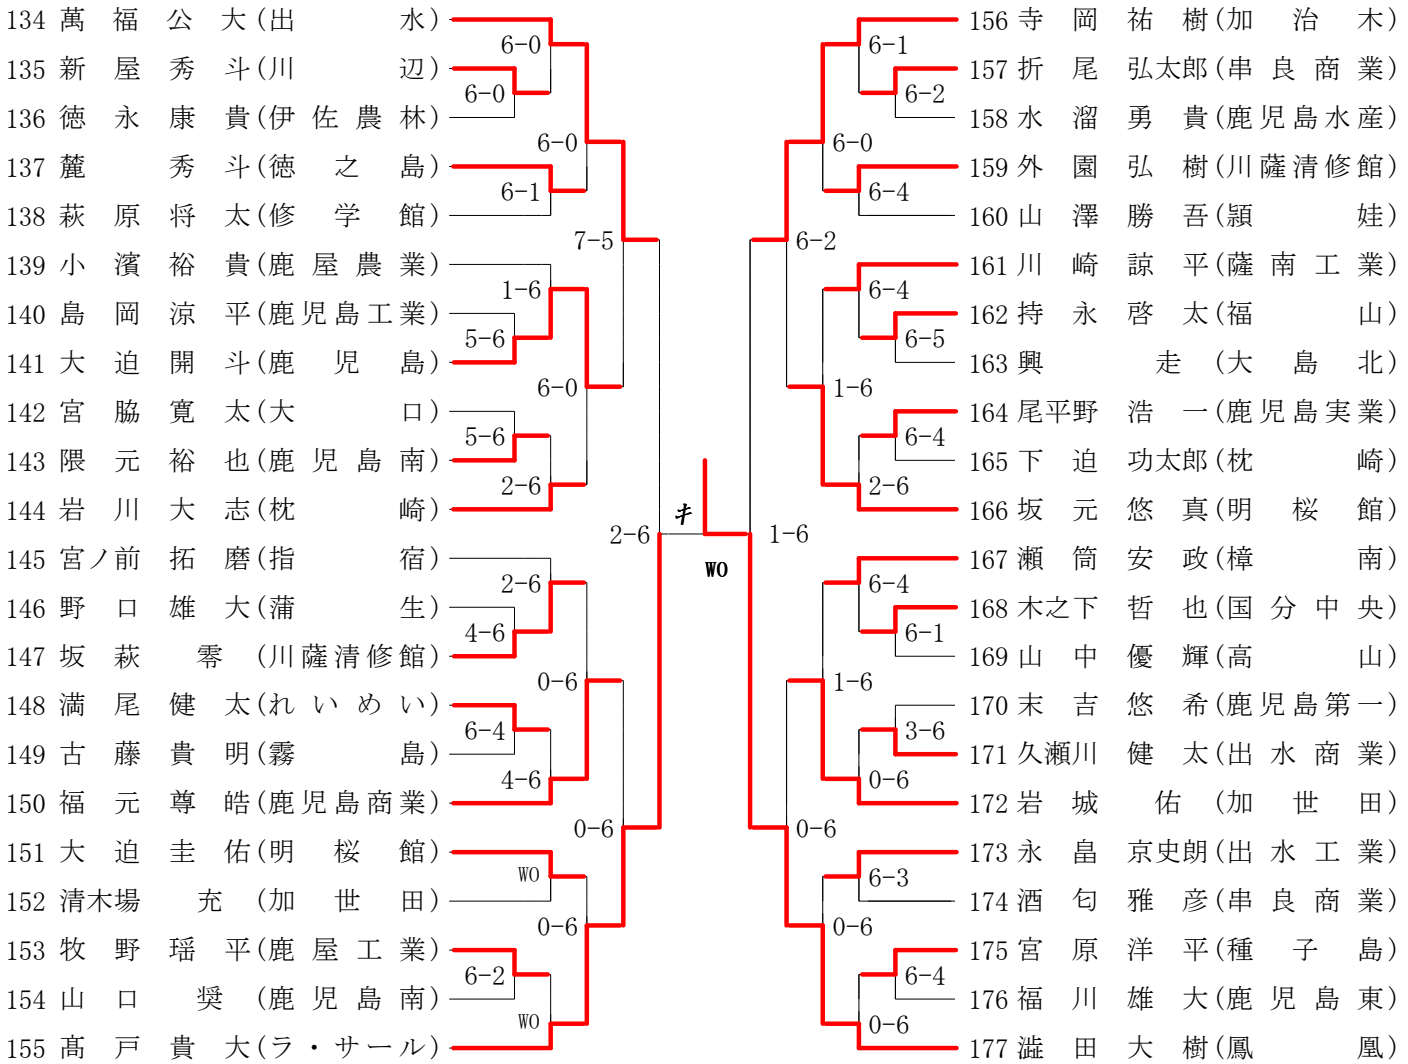 134 萬福公大(出水)
6-0
135 新屋秀斗(川辺)
6-0
136 徳永康貴(伊佐農林)
6-0
137 麓秀斗(徳之島)
6-1
138 萩原将太(修学館)
7-5
139 小濱裕貴(鹿屋農業)
1-6
140 島岡涼平(鹿児島工業)
5-6
141 大迫開斗(鹿児島)
6-0
142 宮脇寛太(大口)
5-6
143 隈元裕也(鹿児島南)
2-6
144 岩川大志(枕崎)
2-6
145 宮ノ前拓磨(指宿)
2-6
146 野口雄大(蒲生)
4-6
147 坂萩零(川薩清修館)
0-6
148 満尾健太(れいめい)
6-4
149 古藤貴明(霧島)
4-6
150 福元尊皓(鹿児島商業)
0-6
151 大迫圭佑(明桜館)
WO
152 清木場充(加世田)
0-6
153 牧野瑶平(鹿屋工業)
6-2
154 山口奨(鹿児島南)
WO
155 髙戸貴大(ラ・サール)
キ
WO
156 寺岡祐樹(加治木)
6-1
157 折尾弘太郎(串良商業)
6-2
158 水溜勇貴(鹿児島水産)
6-0
159 外園弘樹(川薩清修館)
6-4
160 山澤勝吾(頴娃)
6-2
161 川崎諒平(薩南工業)
6-4
162 持永啓太(福山)
6-5
163 興走(大島北)
1-6
164 尾平野浩一(鹿児島実業)
6-4
165 下迫功太郎(枕崎)
2-6
166 坂元悠真(明桜館)
1-6
167 瀬筒安政(樟南)
6-4
168 木之下哲也(国分中央)
6-1
169 山中優輝(高山)
1-6
170 末吉悠希(鹿児島第一)
3-6
171 久瀬川健太(出水商業)
0-6
172 岩城佑(加世田)
0-6
173 永畠京史朗(出水工業)
6-3
174 酒匂雅彦(串良商業)
0-6
175 宮原洋平(種子島)
6-4
176 福川雄大(鹿児島東)
0-6
177 澁田大樹(鳳凰)